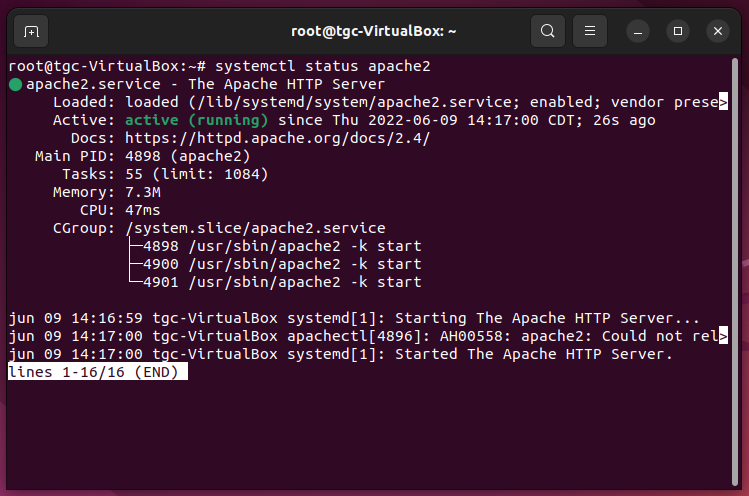 root@tgc-VirtualBox: ~
root@tgc-VirtualBox:~# systemctl status apache2
● apache2.service - The Apache HTTP Server
     Loaded: loaded (/lib/systemd/system/apache2.service; enabled; vendor prese>
     Active: active (running) since Thu 2022-06-09 14:17:00 CDT; 26s ago
       Docs: https://httpd.apache.org/docs/2.4/
   Main PID: 4898 (apache2)
      Tasks: 55 (limit: 1084)
     Memory: 7.3M
        CPU: 47ms
     CGroup: /system.slice/apache2.service
             ├─4898 /usr/sbin/apache2 -k start
             ├─4900 /usr/sbin/apache2 -k start
             └─4901 /usr/sbin/apache2 -k start
jun 09 14:16:59 tgc-VirtualBox systemd[1]: Starting The Apache HTTP Server...
jun 09 14:17:00 tgc-VirtualBox apachectl[4896]: AH00558: apache2: Could not rel>
jun 09 14:17:00 tgc-VirtualBox systemd[1]: Started The Apache HTTP Server.
lines 1-16/16 (END)